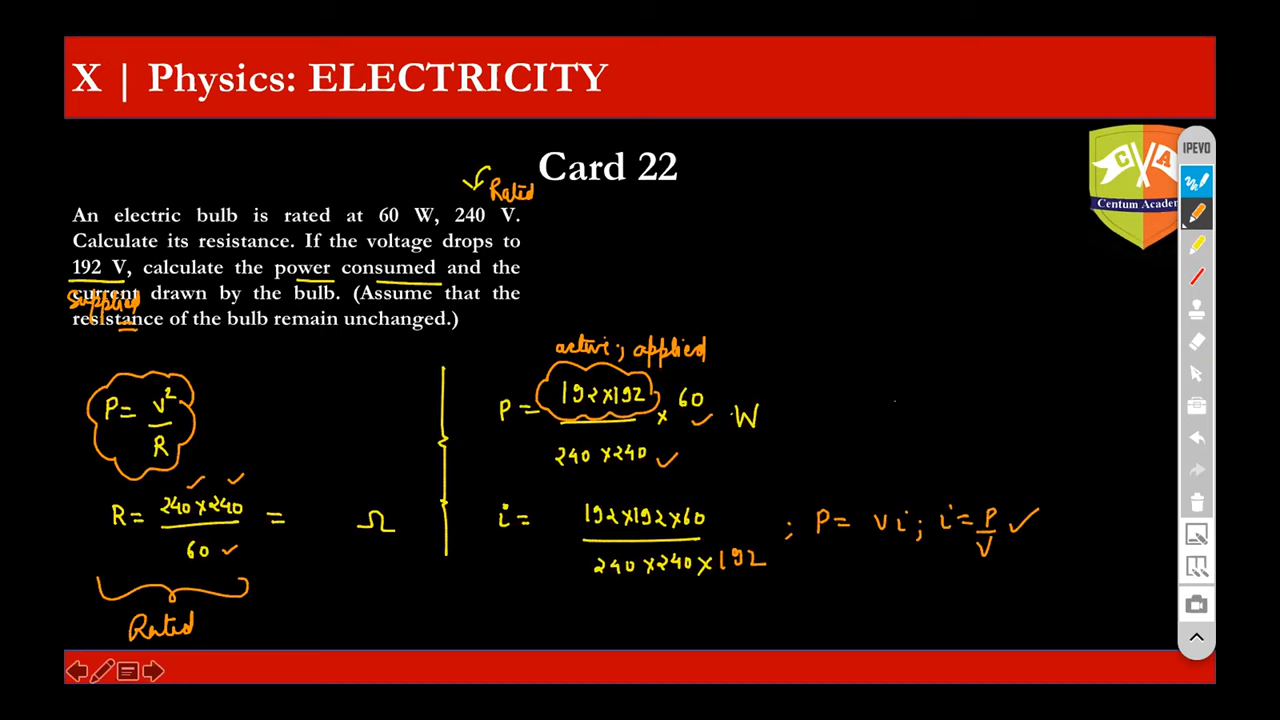 X | Physics: ELECTRICITY
IPEVO
C A
Centum Academ
Card 22
Rated
An electric bulb is rated at 60 W, 240 V.
Calculate its resistance. If the voltage drops to
192 V, calculate the power consumed and the
current drawn by the bulb. (Assume that the
Supplied
resistance of the bulb remain unchanged.)
active; applied
P= V²/R
P= 192×192/240×240 × 60 W
R= 240×240/60 = Ω
i= 192×192×60/240×240×192 ; P= Vi; i=P/V
Rated